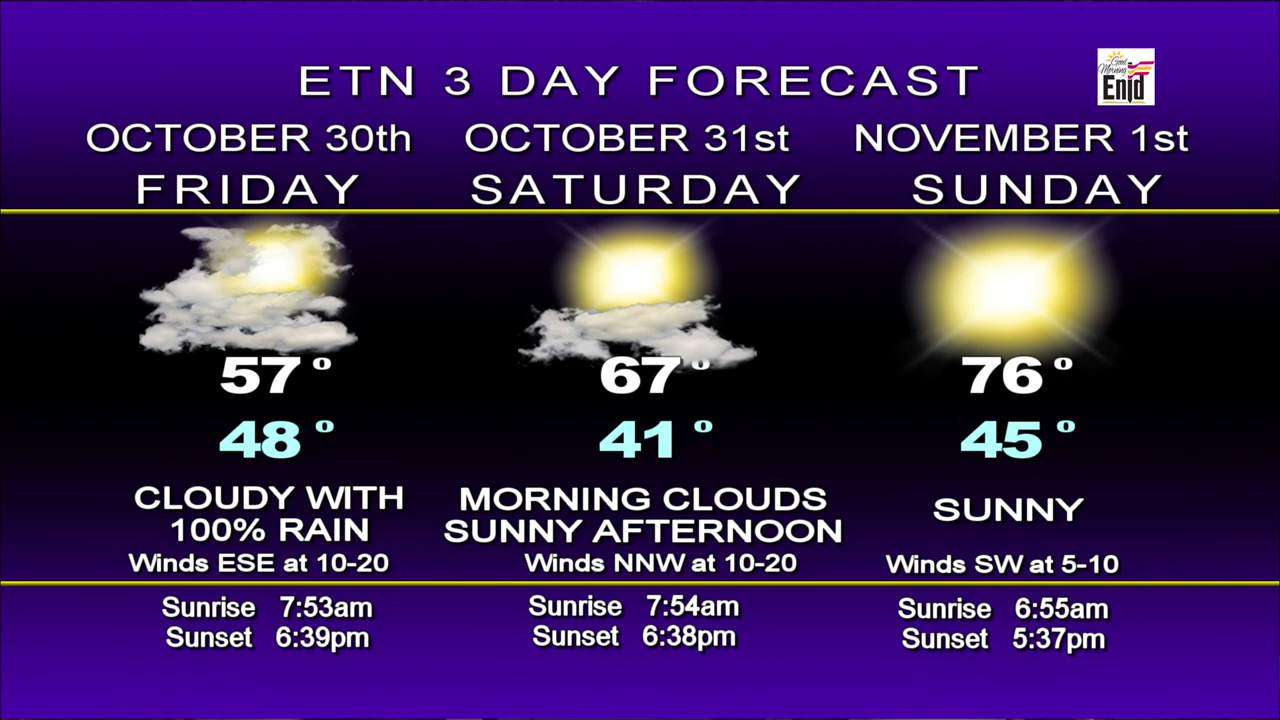 ETN 3 DAY FORECAST
Good
Morning
Enid
OCTOBER 30th
FRIDAY
57°
48°
CLOUDY WITH
100% RAIN
Winds ESE at 10-20
Sunrise 7:53am
Sunset 6:39pm
OCTOBER 31st
SATURDAY
67°
41°
MORNING CLOUDS
SUNNY AFTERNOON
Winds NNW at 10-20
Sunrise 7:54am
Sunset 6:38pm
NOVEMBER 1st
SUNDAY
76°
45°
SUNNY
Winds SW at 5-10
Sunrise 6:55am
Sunset 5:37pm